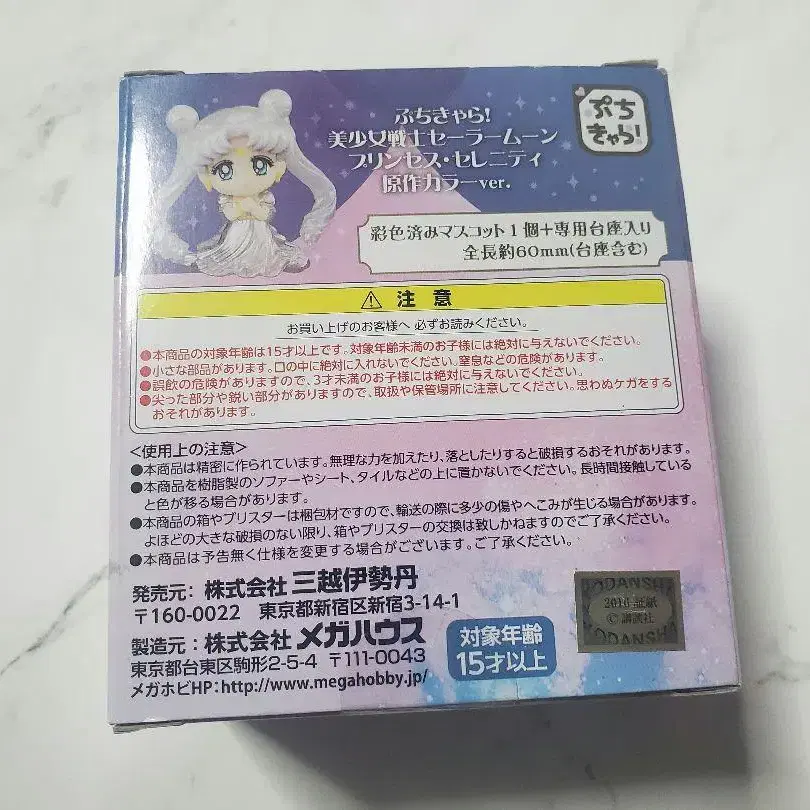 ぷちきゃら!
美少女戦士セーラームーン
プリンセス・セレニティ
原作カラーver.
ぷち
きゃら!
彩色済みマスコット1個+専用台座入り
全長約60mm(台座含む)
⚠ 注意
お買い上げのお客様へ 必ずお読みください。
●本商品の対象年齢は15才以上です。対象年齢未満のお子様には絶対に与えないでください。
●小さな部品があります。口の中に絶対に入れないでください。窒息などの危険があります。
●誤飲の危険がありますので、3才未満のお子様には絶対に与えないでください。
●尖った部分や鋭い部分がありますので、取扱や保管場所に注意してください。思わぬケガをする
おそれがあります。
<使用上の注意>
●本商品は精密に作られています。無理な力を加えたり、落としたりすると破損するおそれがあります。
●本商品を樹脂製のソファーやシート、タイルなどの上に置かないでください。長時間接触している
と色が移る場合があります。
●本商品の箱やブリスターは梱包材ですので、輸送の際に多少の傷やへこみが生じる場合があります。
よほどの大きな破損のない限り、箱やブリスターの交換は致しかねますのでご了承ください。
●本商品は予告無く仕様を変更する場合がございます。ご了承ください。
発売元: 株式会社 三越伊勢丹
〒160-0022 東京都新宿区新宿3-14-1
製造元: 株式会社 メガハウス
東京都台東区駒形2-5-4 〒111-0043
メガホビHP:http://www.megahobby.jp/
対象年齢
15才以上
ODANSH
2016 証紙
© 講談社
ODANSHA